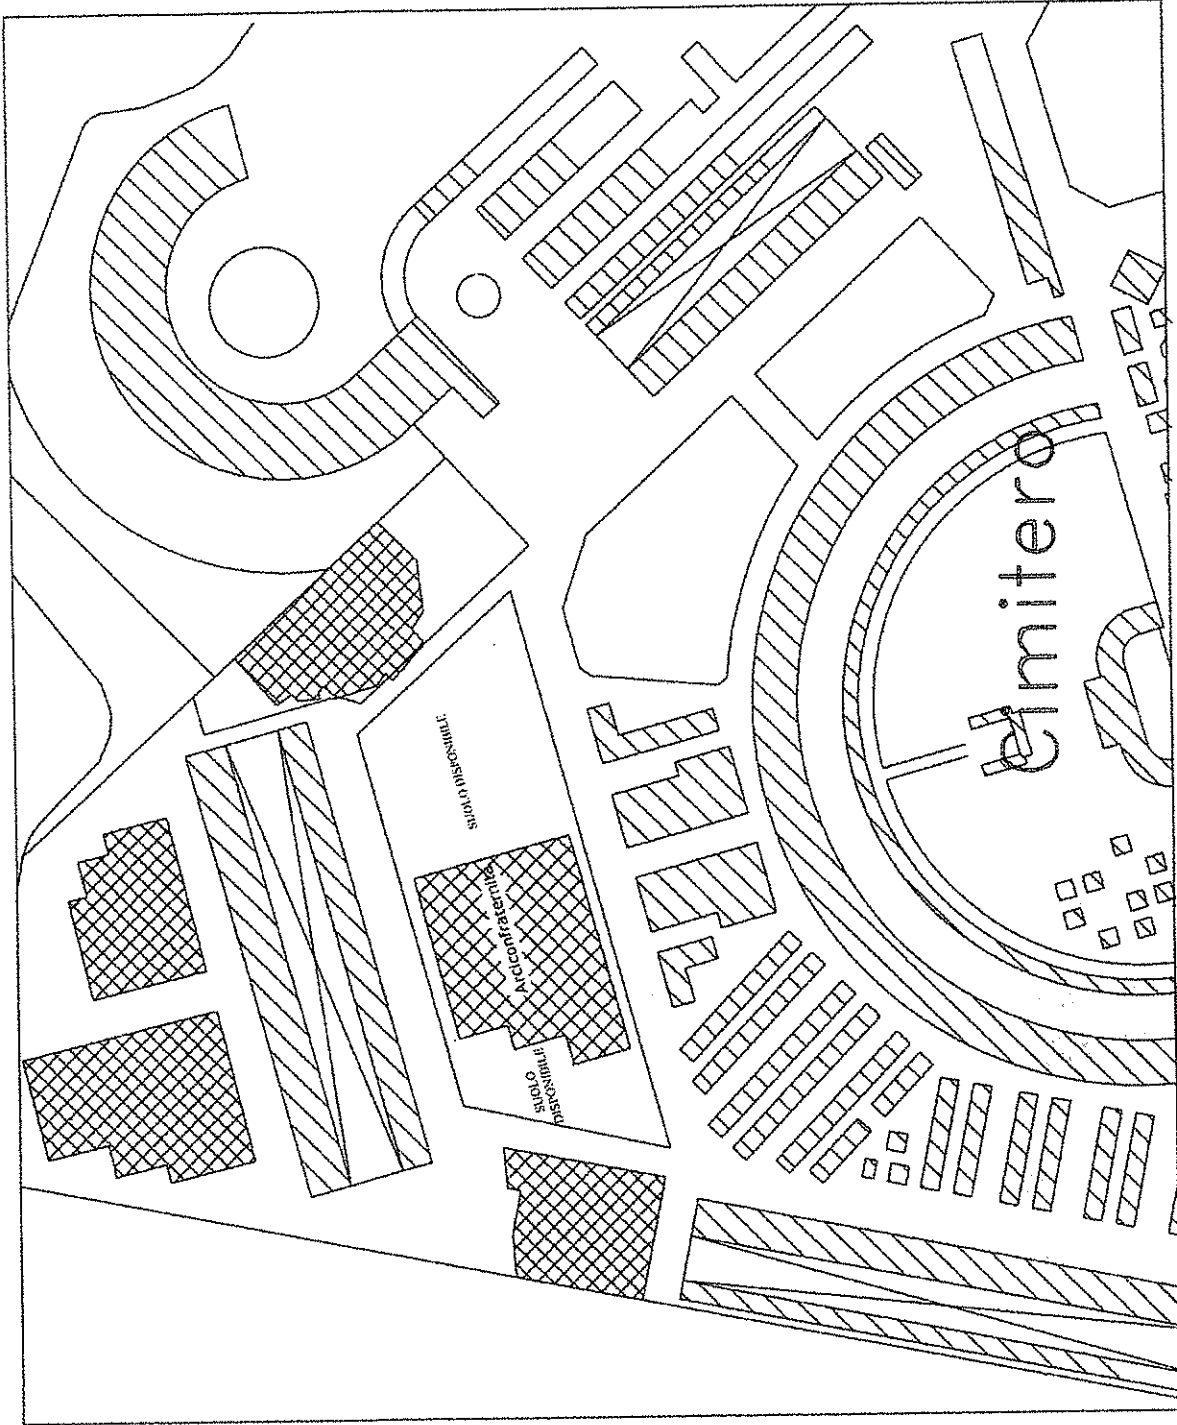 SUOLO DISPONIBILE
Arciconfraternita
SUOLO
DISPONIBILE
cimitero